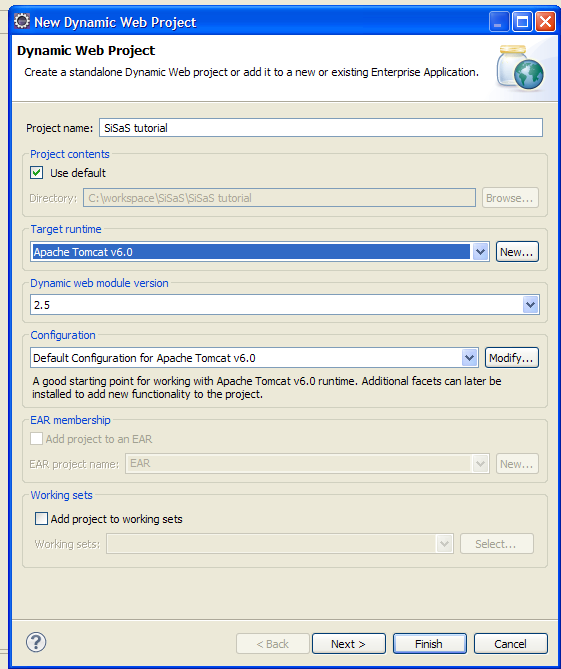 New Dynamic Web Project
Dynamic Web Project
Create a standalone Dynamic Web project or add it to a new or existing Enterprise Application.
Project name: SiSaS tutorial
Project contents
Use default
Directory: C:\workspace\SiSaS\SiSaS tutorial Browse...
Target runtime
Apache Tomcat v6.0 New...
Dynamic web module version
2.5
Configuration
Default Configuration for Apache Tomcat v6.0 Modify...
A good starting point for working with Apache Tomcat v6.0 runtime. Additional facets can later be
installed to add new functionality to the project.
EAR membership
Add project to an EAR
EAR project name: EAR New...
Working sets
Add project to working sets
Working sets: Select...
? < Back Next > Finish Cancel